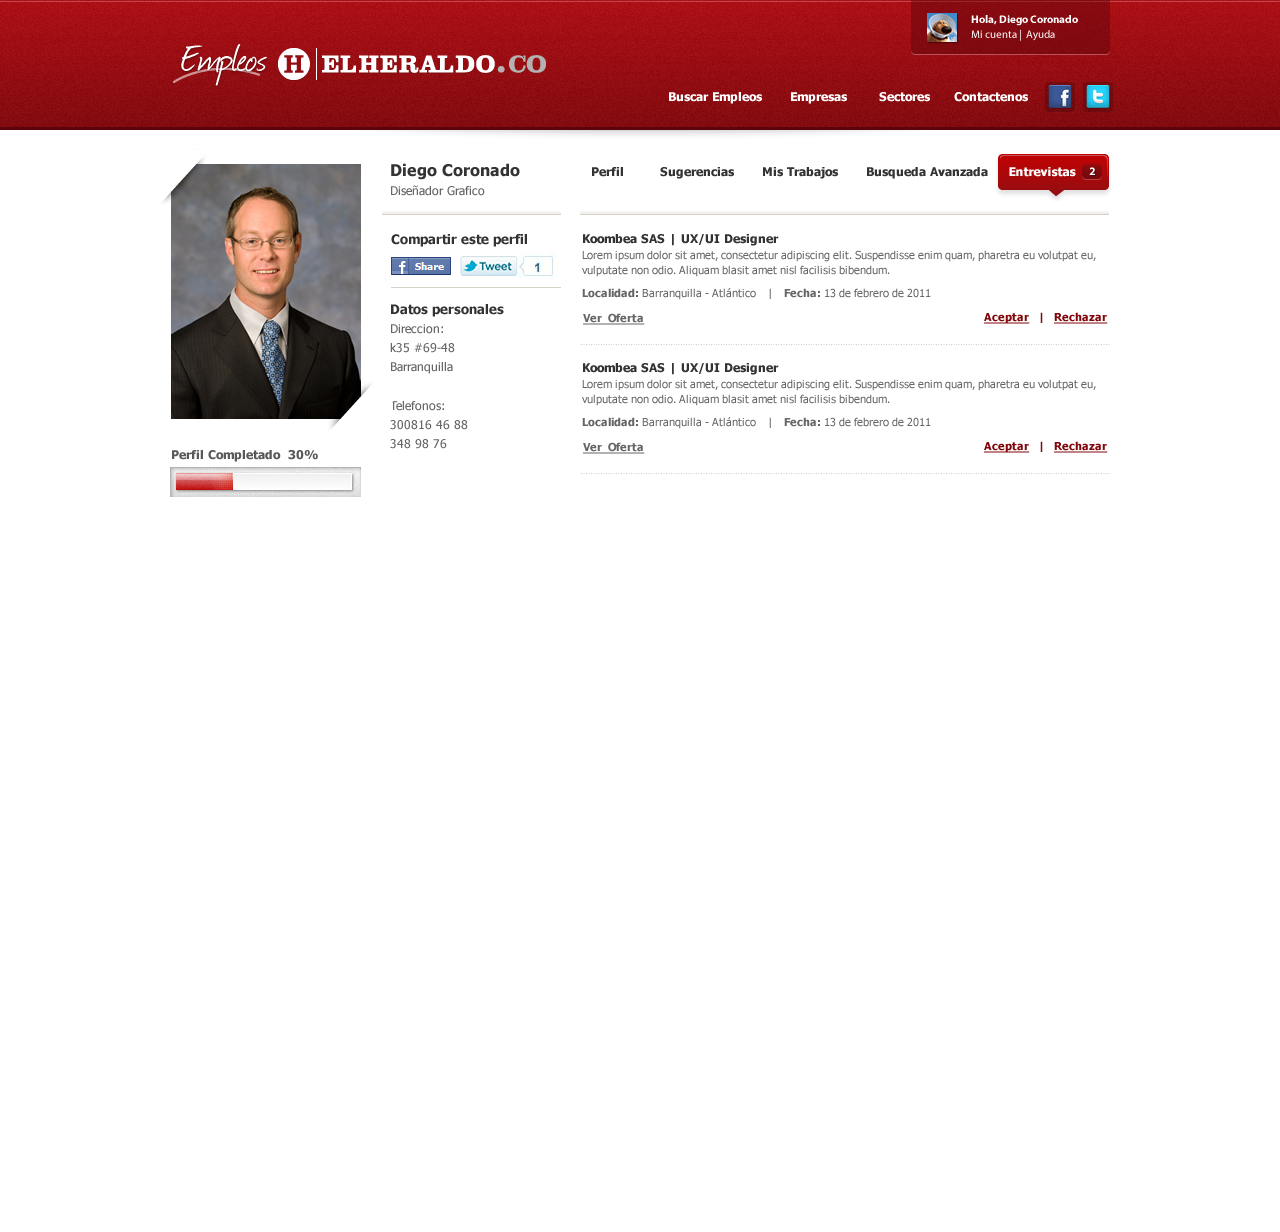 Hola, Diego Coronado
Mi cuenta | Ayuda
Empleos H ELHERALDO.CO
Buscar Empleos Empresas Sectores Contactenos f t
Diego Coronado
Diseñador Grafico
Perfil Sugerencias Mis Trabajos Busqueda Avanzada Entrevistas 2
Compartir este perfil
f Share Tweet 1
Datos personales
Direccion:
k35 #69-48
Barranquilla
Telefonos:
300816 46 88
348 98 76
Perfil Completado 30%
Koombea SAS | UX/UI Designer
Lorem ipsum dolor sit amet, consectetur adipiscing elit. Suspendisse enim quam, pharetra eu volutpat eu,
vulputate non odio. Aliquam blasit amet nisl facilisis bibendum.
Localidad: Barranquilla - Atlántico | Fecha: 13 de febrero de 2011
Ver Oferta Aceptar | Rechazar
Koombea SAS | UX/UI Designer
Lorem ipsum dolor sit amet, consectetur adipiscing elit. Suspendisse enim quam, pharetra eu volutpat eu,
vulputate non odio. Aliquam blasit amet nisl facilisis bibendum.
Localidad: Barranquilla - Atlántico | Fecha: 13 de febrero de 2011
Ver Oferta Aceptar | Rechazar